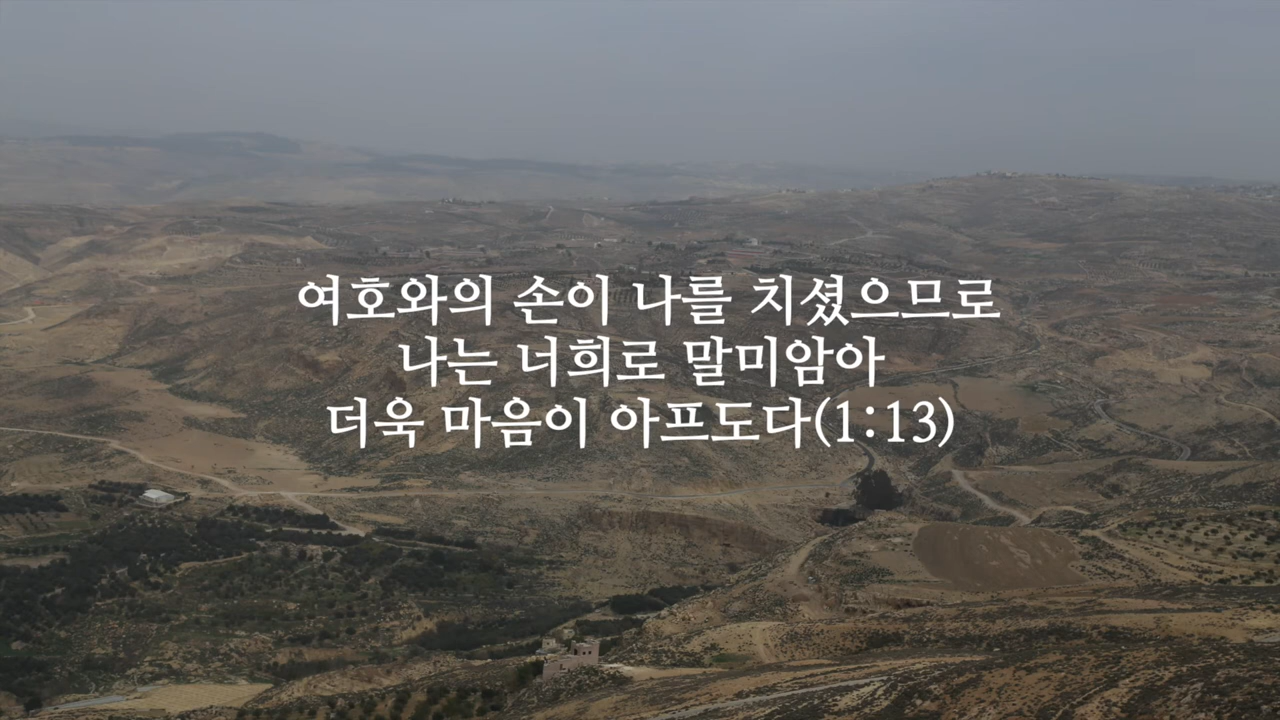 여호와의 손이 나를 치셨으므로
나는 너희로 말미암아
더욱 마음이 아프도다(1:13)